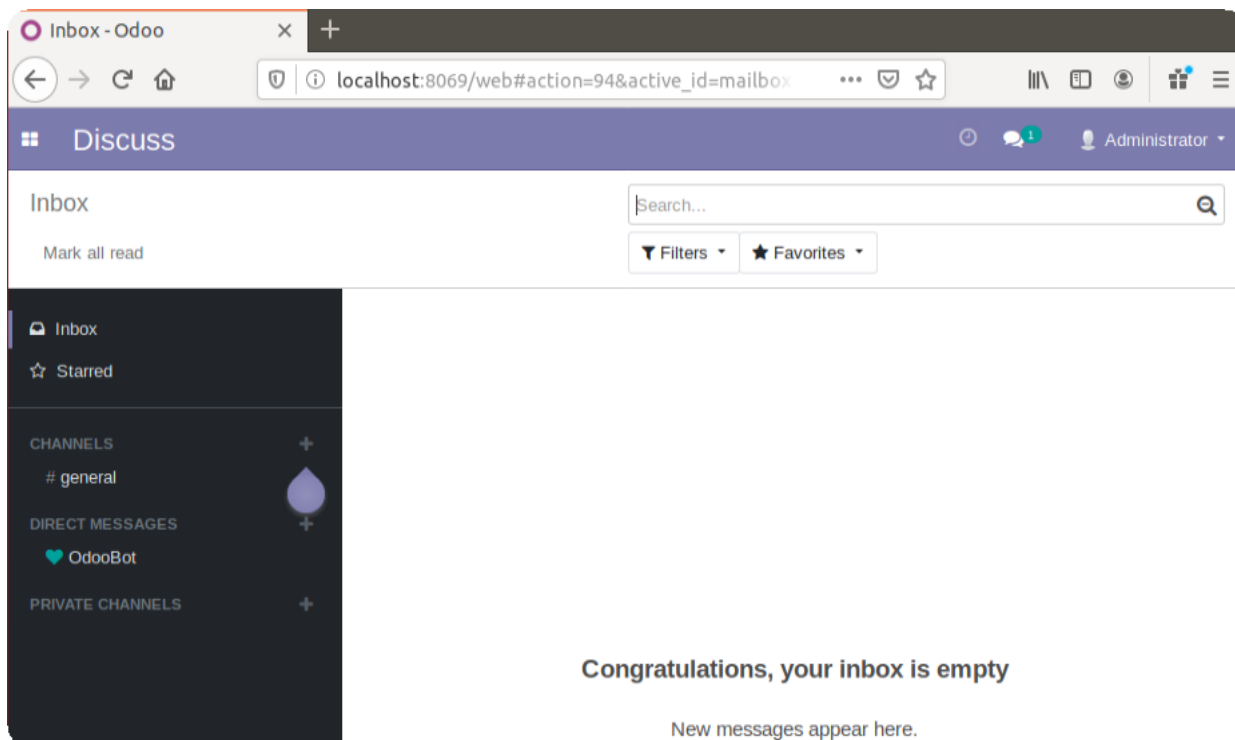 Inbox - Odoo
localhost:8069/web#action=94&active_id=mailbox
Discuss
1
Administrator
Inbox
Search...
Mark all read
Filters
Favorites
Inbox
Starred
CHANNELS
# general
DIRECT MESSAGES
OdooBot
PRIVATE CHANNELS
Congratulations, your inbox is empty
New messages appear here.